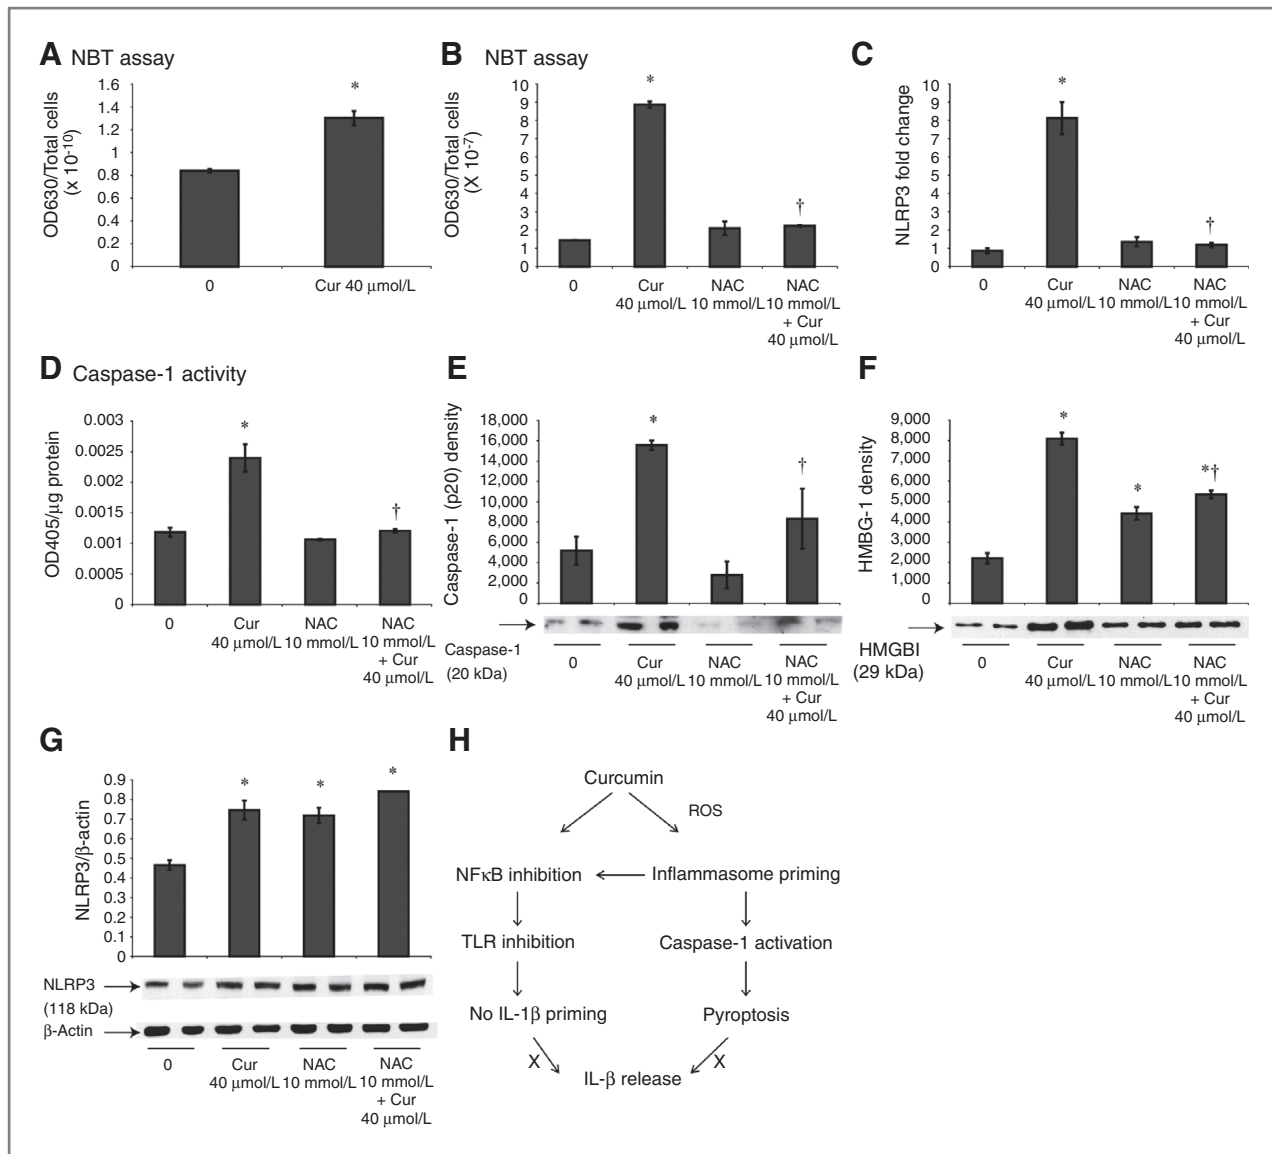 A NBT assay
OD630/Total cells
(x 10-10)
1.6
1.4
1.2
1
0.8
0.6
0.4
0.2
0
*
0
Cur 40 μmol/L
B NBT assay
OD630/Total cells
(X 10-7)
10
9
8
7
6
5
4
3
2
1
0
*
†
0
Cur
40 μmol/L
NAC
10 mmol/L
NAC
10 mmol/L
+ Cur
40 μmol/L
C
NLRP3 fold change
10
9
8
7
6
5
4
3
2
1
0
*
†
0
Cur
40 μmol/L
NAC
10 mmol/L
NAC
10 mmol/L
+ Cur
40 μmol/L
D Caspase-1 activity
OD405/μg protein
0.003
0.0025
0.002
0.0015
0.001
0.0005
0
*
†
0
Cur
40 μmol/L
NAC
10 mmol/L
NAC
10 mmol/L
+ Cur
40 μmol/L
E
Caspase-1 (p20) density
18,000
16,000
14,000
12,000
10,000
8,000
6,000
4,000
2,000
0
*
†
Caspase-1
(20 kDa)
0
Cur
40 μmol/L
NAC
10 mmol/L
NAC
10 mmol/L
+ Cur
40 μmol/L
F
HMBG-1 density
9,000
8,000
7,000
6,000
5,000
4,000
3,000
2,000
1,000
0
*
*
*†
HMGBI
(29 kDa)
0
Cur
40 μmol/L
NAC
10 mmol/L
NAC
10 mmol/L
+ Cur
40 μmol/L
G
NLRP3/β-actin
0.9
0.8
0.7
0.6
0.5
0.4
0.3
0.2
0.1
0
*
*
*
NLRP3
(118 kDa)
β-Actin
0
Cur
40 μmol/L
NAC
10 mmol/L
NAC
10 mmol/L
+ Cur
40 μmol/L
H
Curcumin
ROS
NFκB inhibition
Inflammasome priming
TLR inhibition
Caspase-1 activation
No IL-1β priming
Pyroptosis
X
X
IL-β release